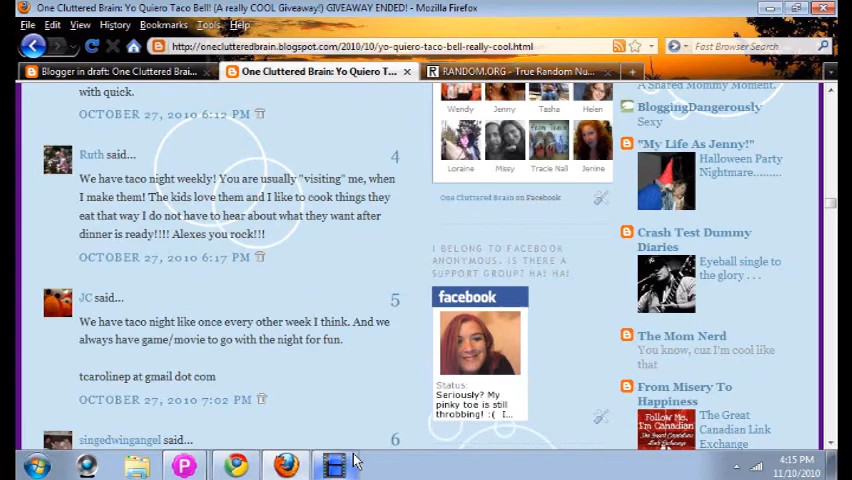 One Cluttered Brain: Yo Quiero Taco Bell! (A really COOL Giveaway!) GIVEAWAY ENDED! - Mozilla Firefox
File Edit View History Bookmarks Tools Help
http://oneclutteredbrain.blogspot.com/2010/10/yo-quiero-taco-bell-really-cool.html
Fast Browser Search
Blogger in draft: One Cluttered Brai...
One Cluttered Brain: Yo Quiero T...
RANDOM.ORG - True Random Nu...
with quick.
OCTOBER 27, 2010 6:12 PM
Ruth said...
4
We have taco night weekly! You are usually "visiting" me, when
I make them! The kids love them and I like to cook things they
eat that way I do not have to hear about what they want after
dinner is ready!!!! Alexes you rock!!!
OCTOBER 27, 2010 6:17 PM
JC said...
5
We have taco night like once every other week I think. And we
always have game/movie to go with the night for fun.
tcarolinep at gmail dot com
OCTOBER 27, 2010 7:02 PM
singedwingangel said...
6
Wendy Jenny Tasha Helen
Loraine Missy Tracie Nall Jenine
One Cluttered Brain on Facebook
I BELONG TO FACEBOOK
ANONYMOUS. IS THERE A
SUPPORT GROUP? HA! HA!
facebook
Status:
Seriously? My
pinky toe is still
throbbing! :( I...
A Shared Mommy Moment.
BloggingDangerously
Sexy
"My Life As Jenny!"
Halloween Party
Nightmare.........
Crash Test Dummy
Diaries
Eyeball single to
the glory . . .
The Mom Nerd
You know, cuz I'm cool like
that
From Misery To
Happiness
FOLLOW ME,
I'm CANADIAN
The Great
Canadian Link
Exchange
4:15 PM
11/10/2010